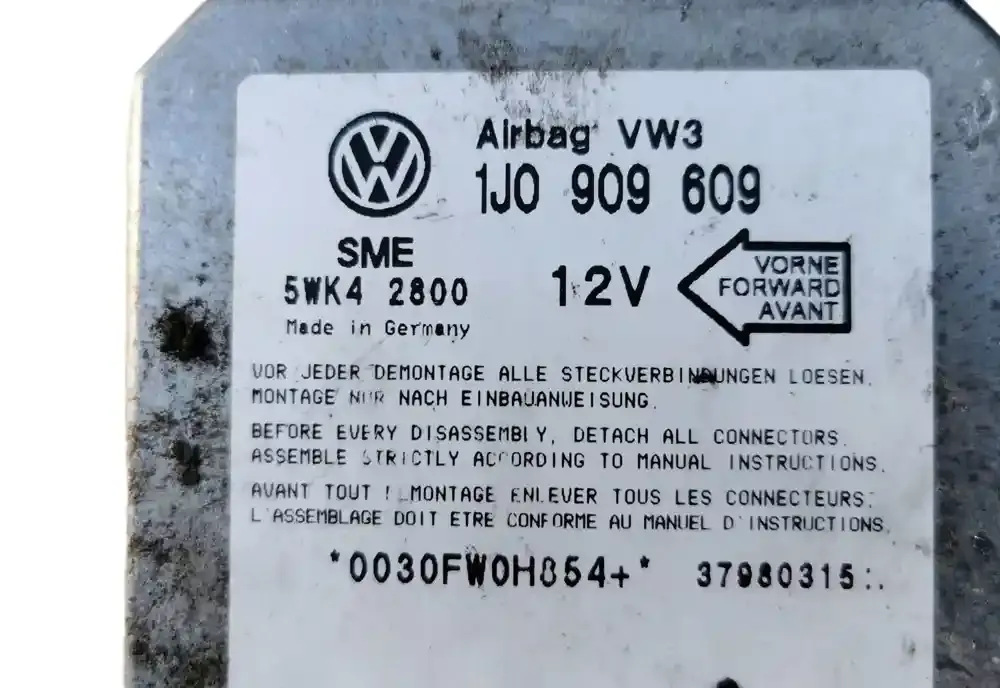 Airbag VW3
1J0 909 609
SME
5WK4 2800
Made in Germany
12V
VORNE
FORWARD
AVANT
VOR JEDER DEMONTAGE ALLE STECKVERBINDUNGEN LOESEN.
MONTAGE NUR NACH EINBAUANWEISUNG.
BEFORE EVERY DISASSEMBLY, DETACH ALL CONNECTORS.
ASSEMBLE STRICTLY ACCORDING TO MANUAL INSTRUCTIONS.
AVANT TOUT DEMONTAGE ENLEVER TOUS LES CONNECTEURS.
L'ASSEMBLAGE DOIT ETRE CONFORME AU MANUEL D'INSTRUCTIONS.
37980315